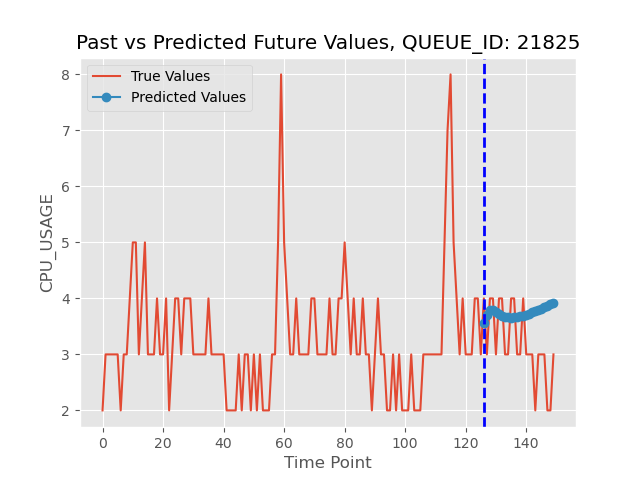 Past vs Predicted Future Values, QUEUE_ID: 21825
True Values
Predicted Values
8
7
6
5
4
3
2
CPU_USAGE
0 20 40 60 80 100 120 140
Time Point